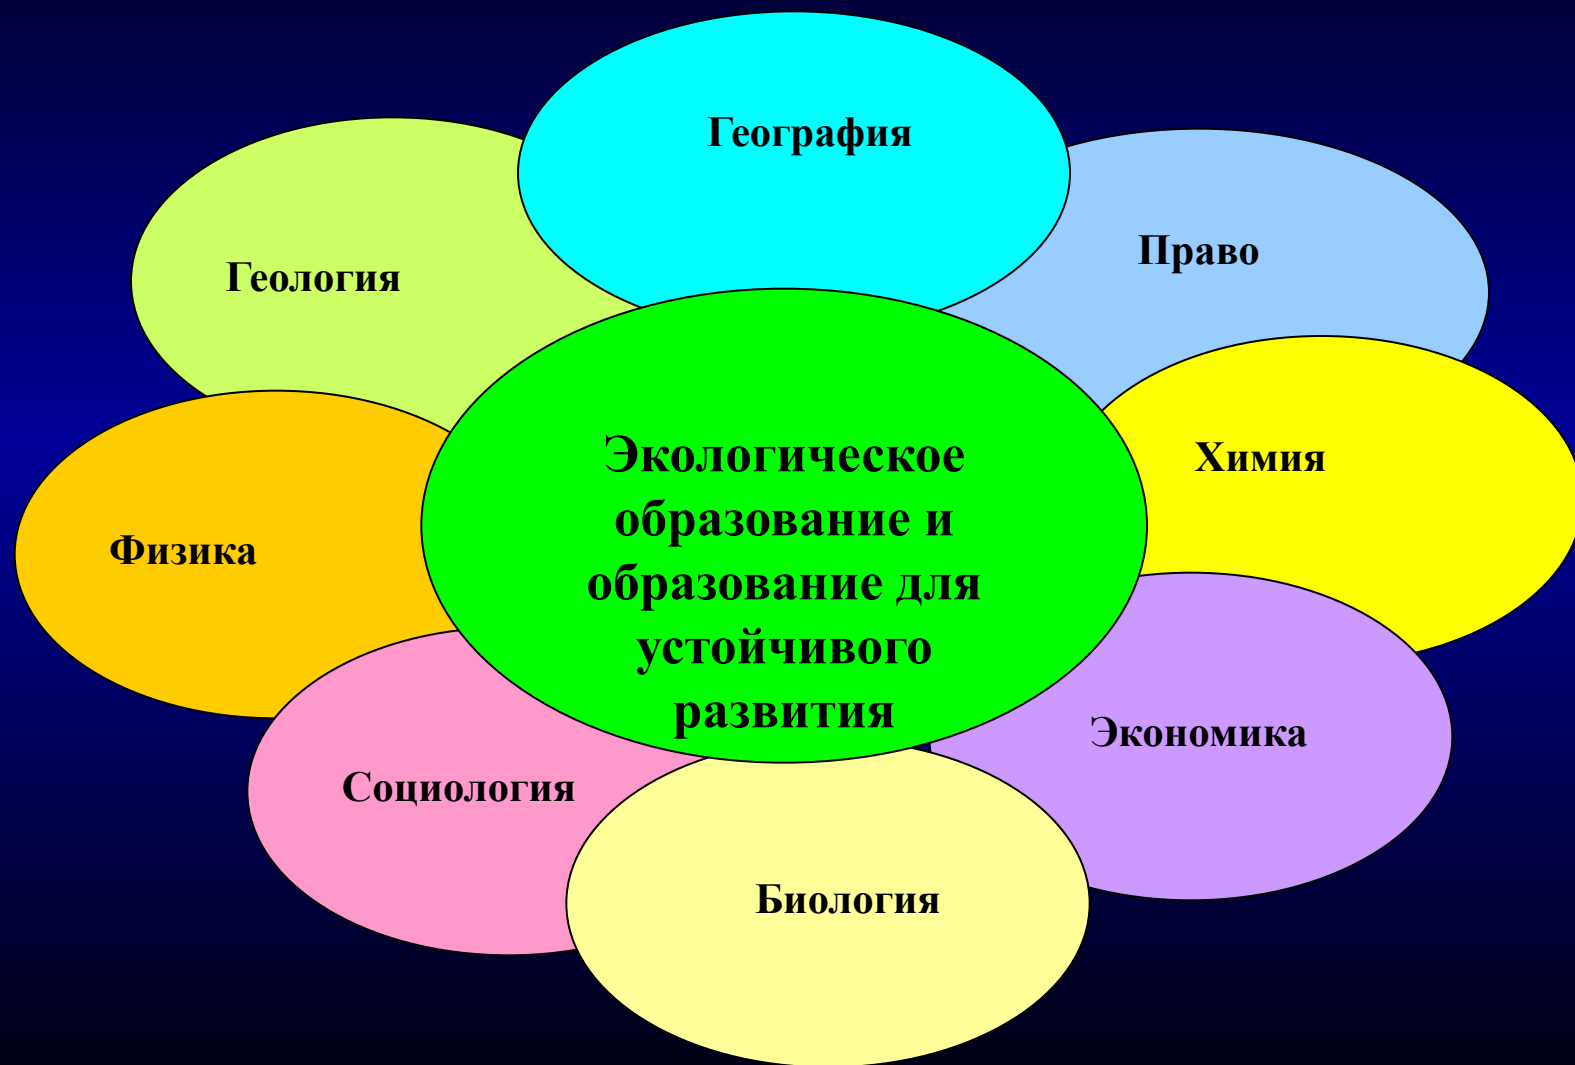 География
Право
Геология
Химия
Экологическое
образование и
образование для
устойчивого
развития
Физика
Экономика
Социология
Биология